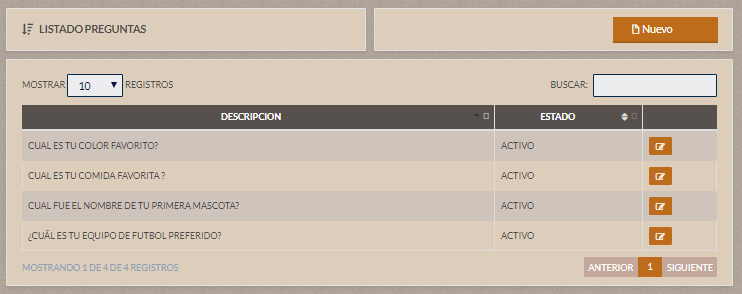 LISTADO PREGUNTAS
Nuevo
MOSTRAR 10 REGISTROS
BUSCAR:
DESCRIPCION ESTADO
CUAL ES TU COLOR FAVORITO? ACTIVO
CUAL ES TU COMIDA FAVORITA ? ACTIVO
CUAL FUE EL NOMBRE DE TU PRIMERA MASCOTA? ACTIVO
¿CUÁL ES TU EQUIPO DE FUTBOL PREFERIDO? ACTIVO
MOSTRANDO 1 DE 4 DE 4 REGISTROS
ANTERIOR 1 SIGUIENTE